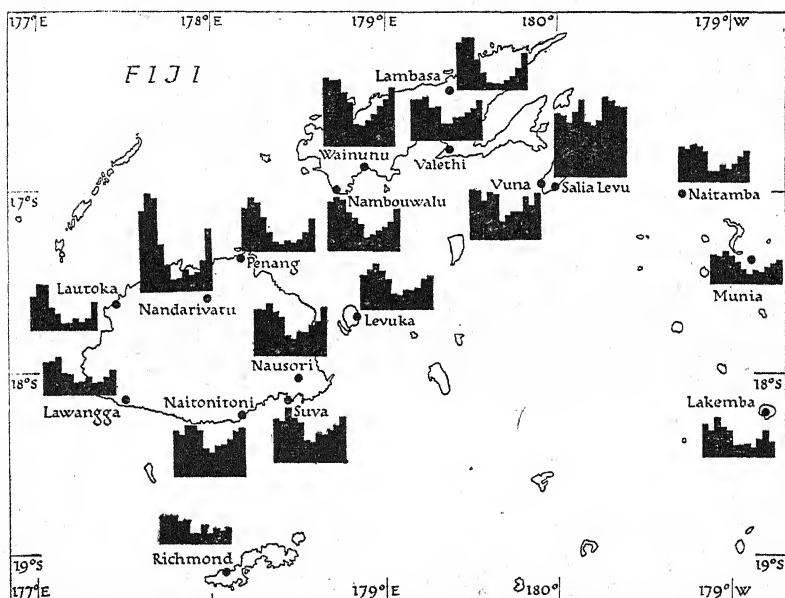 177°E 178°E 179°E 180° 179°W
FIJI
Lambasa
Wainunu
Valethi
Vuna
Salia Levu
Naitamba
17°S 17°S
Nambouwalu
Penang
Lautoka
Nandarivatu
Munia
Levuka
Nausori
18°S 18°S
Lawangga
Naitonitoni
Suva
Lakemba
Richmond
19°S 19°S
177°E 179°E 180° 179°W